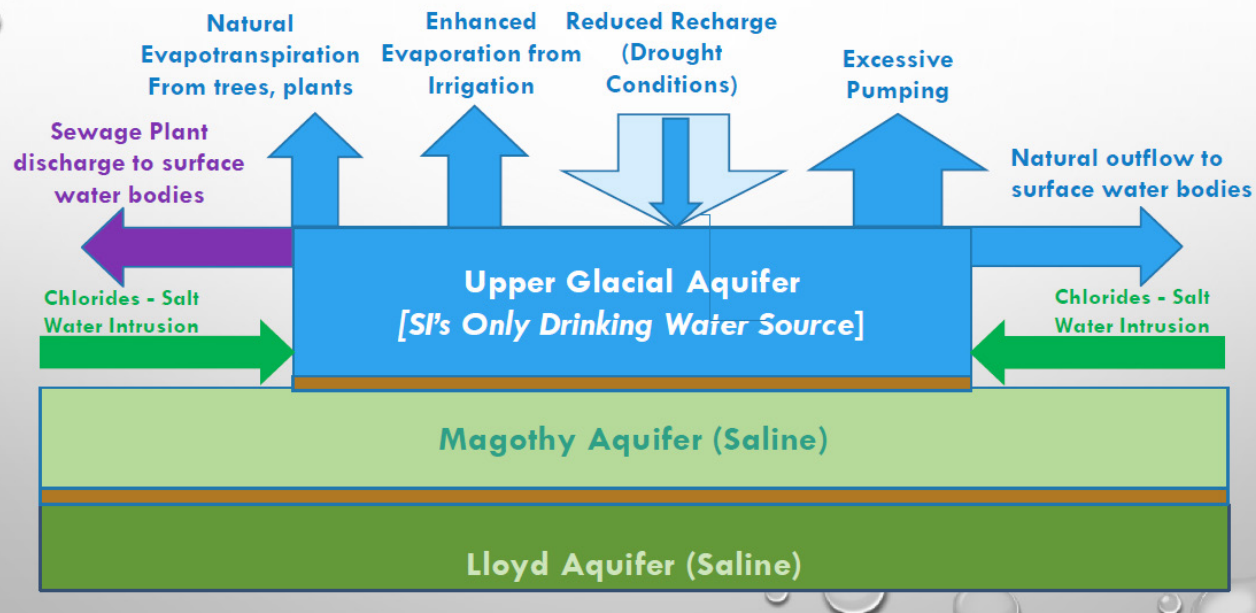 Natural
Evapotranspiration
From trees, plants
Enhanced
Evaporation from
Irrigation
Reduced Recharge
(Drought
Conditions)
Excessive
Pumping
Sewage Plant
discharge to surface
water bodies
Natural outflow to
surface water bodies
Upper Glacial Aquifer
[SI's Only Drinking Water Source]
Chlorides - Salt
Water Intrusion
Chlorides - Salt
Water Intrusion
Magothy Aquifer (Saline)
Lloyd Aquifer (Saline)